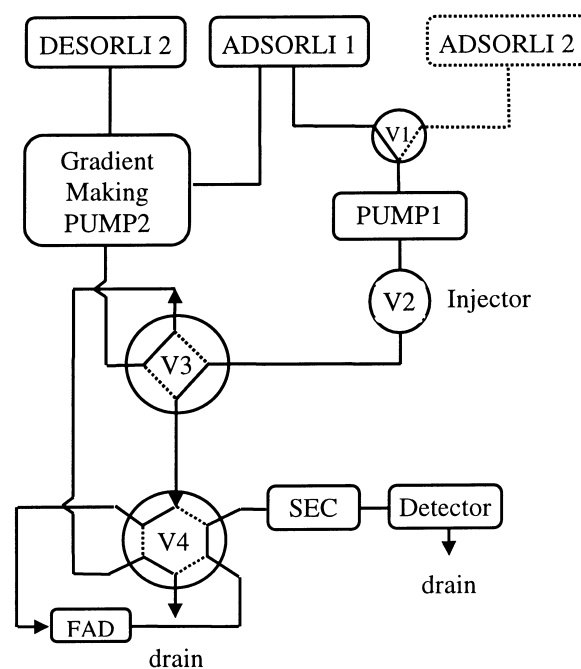 DESORLI 2
ADSORLI 1
ADSORLI 2
V1
Gradient
Making
PUMP2
PUMP1
V2
Injector
V3
SEC
Detector
V4
drain
FAD
drain